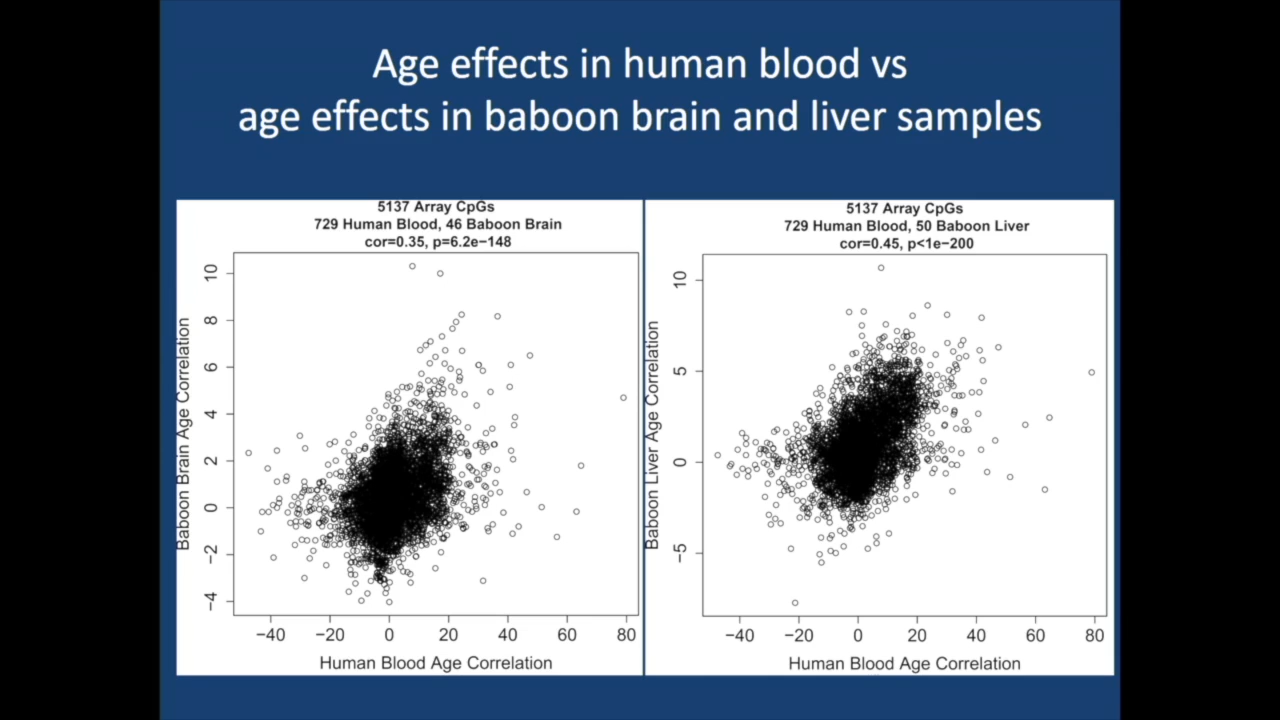 Age effects in human blood vs
age effects in baboon brain and liver samples
5137 Array CpGs
729 Human Blood, 46 Baboon Brain
cor=0.35, p=6.2e−148
Baboon Brain Age Correlation
10
8
6
4
2
0
−2
−4
−40 −20 0 20 40 60 80
Human Blood Age Correlation
5137 Array CpGs
729 Human Blood, 50 Baboon Liver
cor=0.45, p<1e−200
Baboon Liver Age Correlation
10
5
0
−5
−40 −20 0 20 40 60 80
Human Blood Age Correlation